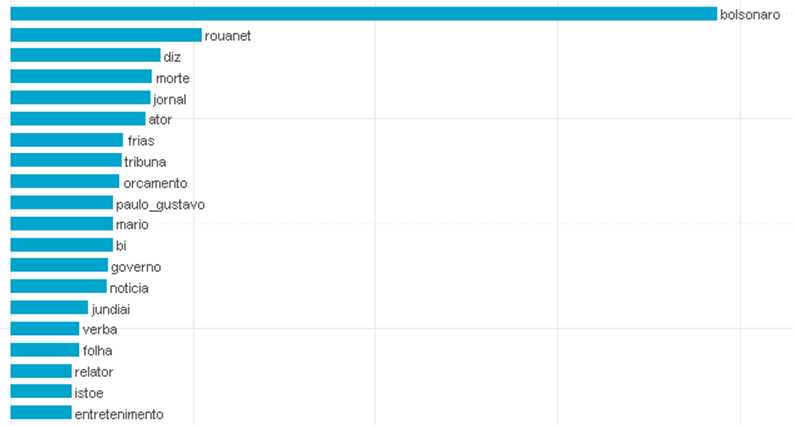 bolsonaro
rouanet
diz
morte
jornal
ator
frias
tribuna
orcamento
paulo_gustavo
mario
bi
governo
noticia
jundiai
verba
folha
relator
istoe
entretenimento